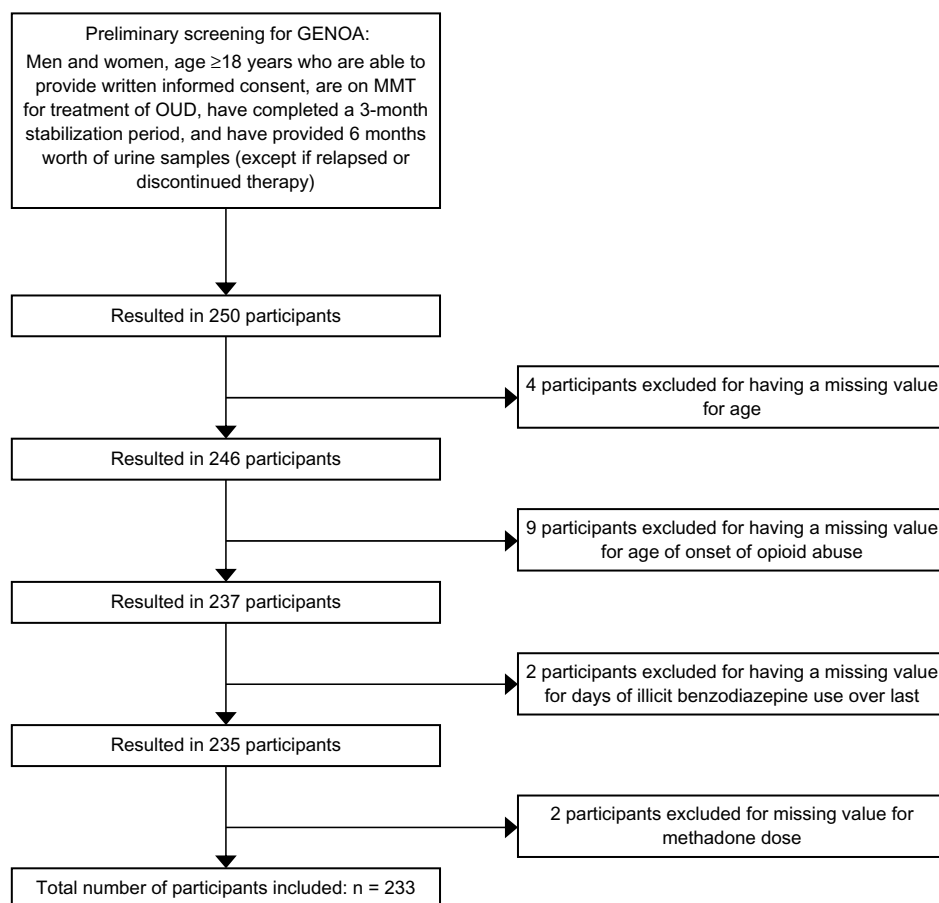 Preliminary screening for GENOA:
Men and women, age ≥18 years who are able to
provide written informed consent, are on MMT
for treatment of OUD, have completed a 3-month
stabilization period, and have provided 6 months
worth of urine samples (except if relapsed or
discontinued therapy)
Resulted in 250 participants
4 participants excluded for having a missing value
for age
Resulted in 246 participants
9 participants excluded for having a missing value
for age of onset of opioid abuse
Resulted in 237 participants
2 participants excluded for having a missing value
for days of illicit benzodiazepine use over last
Resulted in 235 participants
2 participants excluded for missing value for
methadone dose
Total number of participants included: n = 233